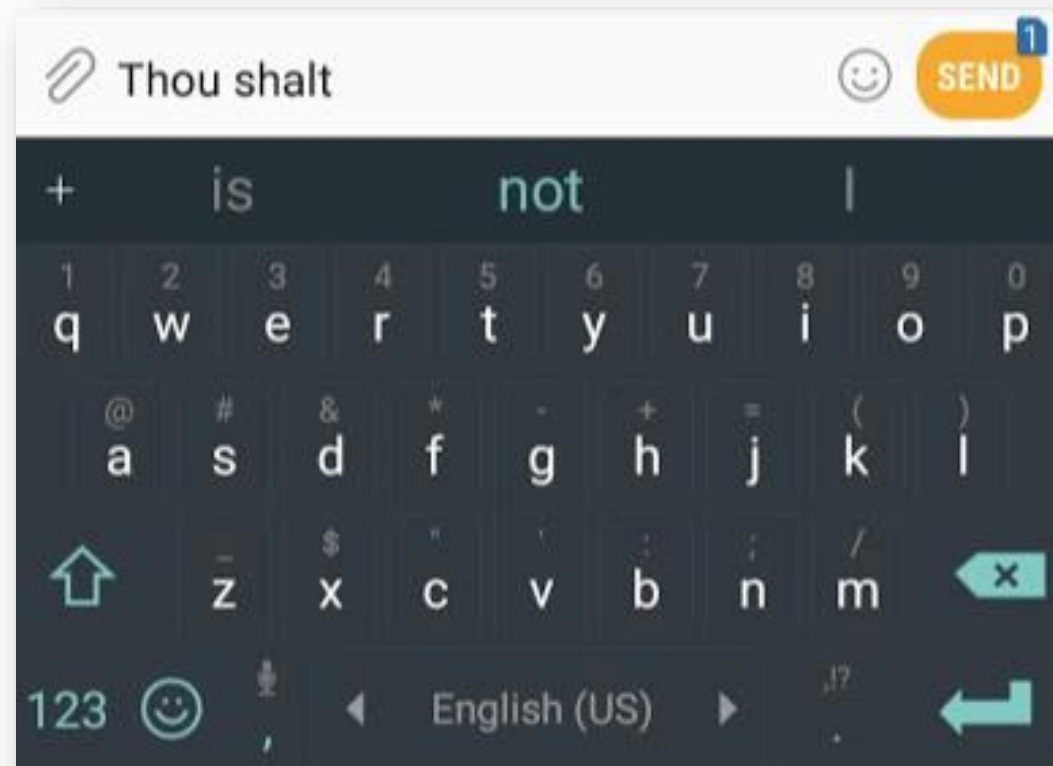 Thou shalt SEND 1
+ is not I
1 2 3 4 5 6 7 8 9 0
q w e r t y u i o p
@ # & * - + = ( )
a s d f g h j k l
_ $ " ' : ; /
z x c v b n m
,!?
123 , English (US) .